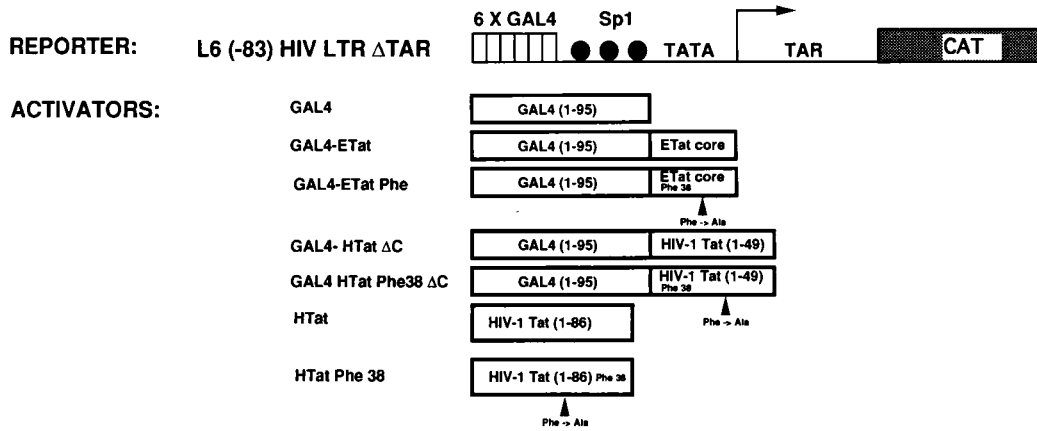 6 X GAL4 Sp1
REPORTER: L6 (-83) HIV LTR ΔTAR TATA TAR CAT
ACTIVATORS:
GAL4 GAL4 (1-95)
GAL4-ETat GAL4 (1-95) ETat core
GAL4-ETat Phe GAL4 (1-95) ETat core
Phe 38
Phe -> Ala
GAL4- HTat ΔC GAL4 (1-95) HIV-1 Tat (1-49)
GAL4 HTat Phe38 ΔC GAL4 (1-95) HIV-1 Tat (1-49)
Phe 38
Phe -> Ala
HTat HIV-1 Tat (1-86)
HTat Phe 38 HIV-1 Tat (1-86) Phe 38
Phe -> Ala